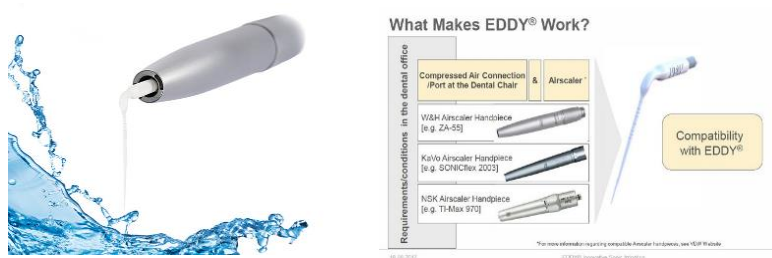 What Makes EDDY® Work?
Requirements/conditions in the dental office
Compressed Air Connection
/Port at the Dental Chair
&
Airscaler*
W&H Airscaler Handpiece
[e.g. ZA-55]
KaVo Airscaler Handpiece
[e.g. SONICflex 2003]
NSK Airscaler Handpiece
[e.g. TI-Max 970]
Compatibility
with EDDY®
*For more information regarding compatible Airscaler handpieces, see VDW Website